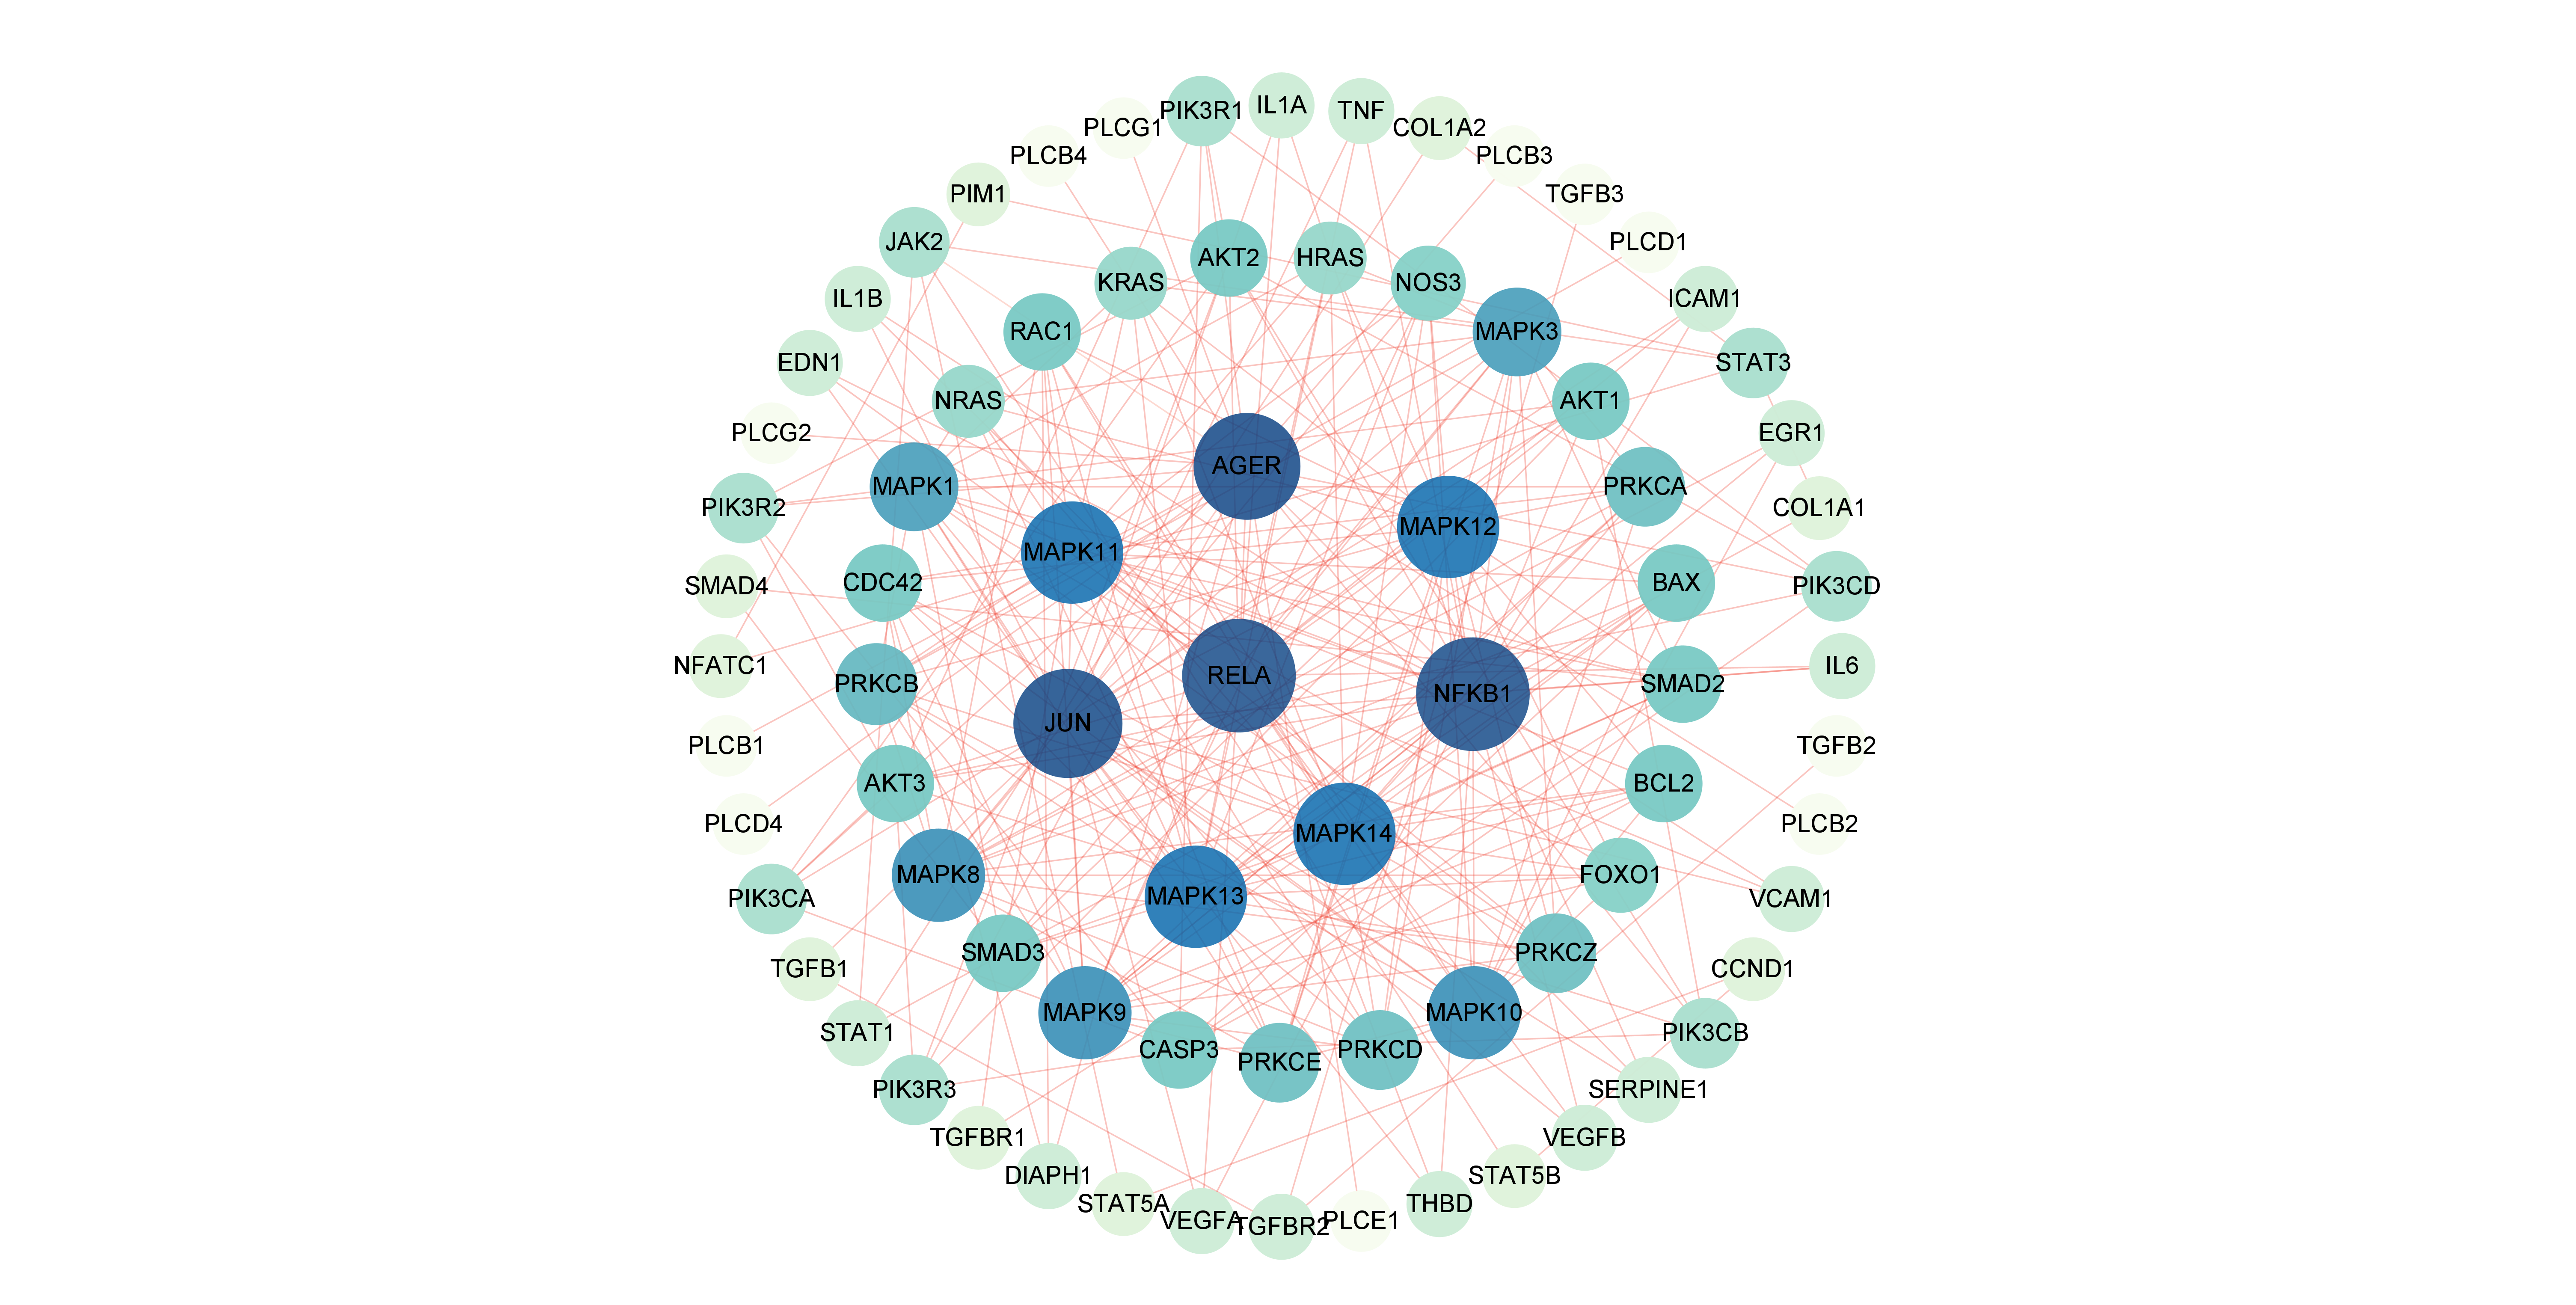 IL1A
PIK3R1
TNF
PLCG1
COL1A2
PLCB4
PLCB3
PIM1
TGFB3
JAK2
PLCD1
AKT2
HRAS
KRAS
NOS3
IL1B
ICAM1
RAC1
MAPK3
EDN1
STAT3
NRAS
AKT1
PLCG2
EGR1
AGER
MAPK1
PRKCA
PIK3R2
COL1A1
MAPK12
MAPK11
CDC42
BAX
SMAD4
PIK3CD
NFATC1
IL6
RELA
PRKCB
SMAD2
NFKB1
JUN
PLCB1
TGFB2
AKT3
BCL2
PLCD4
PLCB2
MAPK14
MAPK8
FOXO1
MAPK13
PIK3CA
VCAM1
SMAD3
PRKCZ
TGFB1
CCND1
MAPK9
MAPK10
STAT1
PIK3CB
CASP3
PRKCD
PRKCE
PIK3R3
SERPINE1
TGFBR1
VEGFB
DIAPH1
STAT5B
STAT5A
THBD
VEGFA
PLCE1
TGFBR2